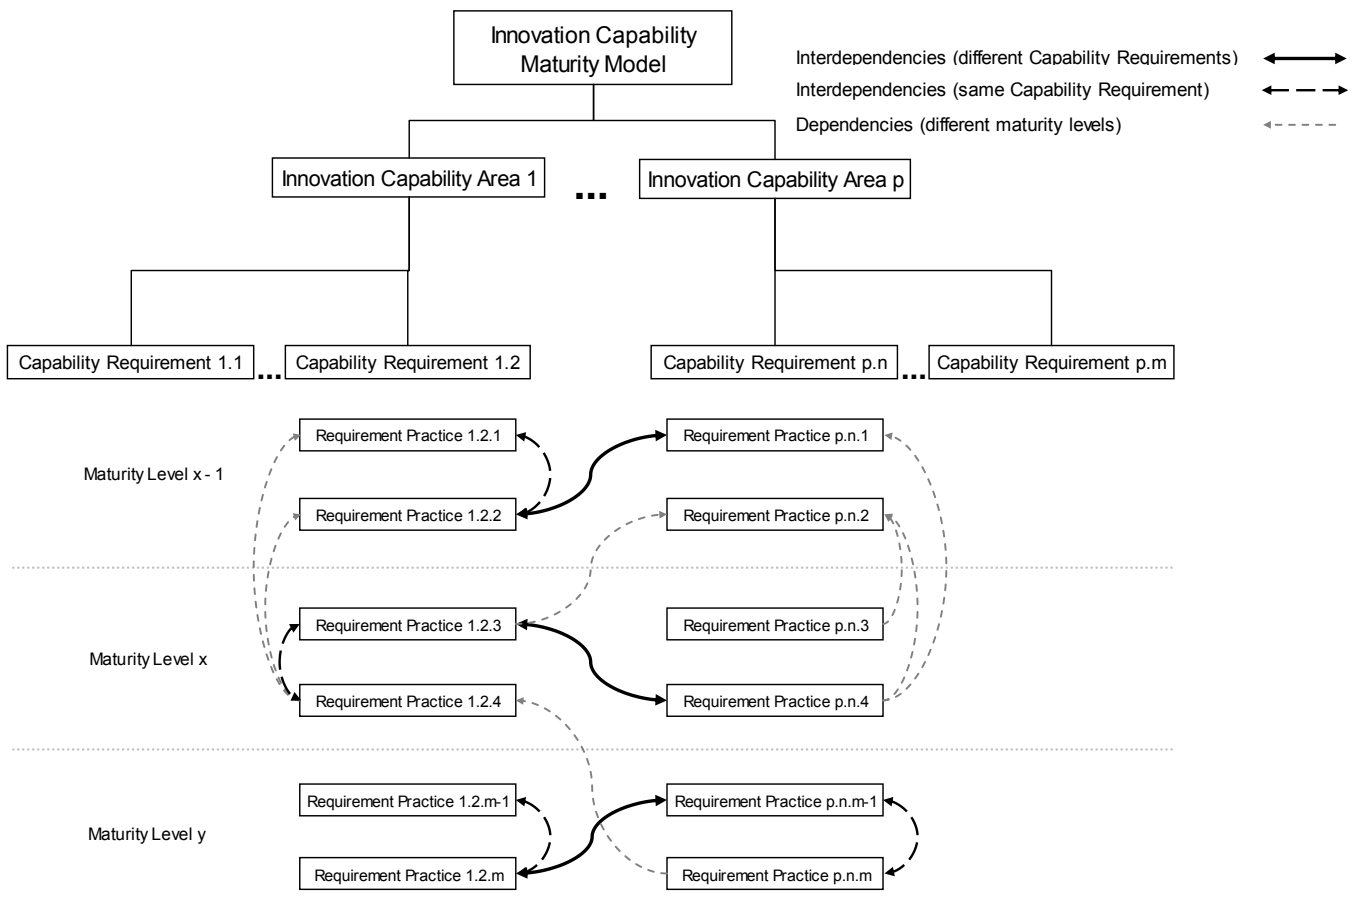 Innovation Capability
Maturity Model
Interdependencies (different Capability Requirements)
Interdependencies (same Capability Requirement)
Dependencies (different maturity levels)
Innovation Capability Area 1
...
Innovation Capability Area p
Capability Requirement 1.1
...
Capability Requirement 1.2
Capability Requirement p.n
...
Capability Requirement p.m
Requirement Practice 1.2.1
Requirement Practice p.n.1
Maturity Level x - 1
Requirement Practice 1.2.2
Requirement Practice p.n.2
Requirement Practice 1.2.3
Requirement Practice p.n.3
Maturity Level x
Requirement Practice 1.2.4
Requirement Practice p.n.4
Requirement Practice 1.2.m-1
Requirement Practice p.n.m-1
Maturity Level y
Requirement Practice 1.2.m
Requirement Practice p.n.m